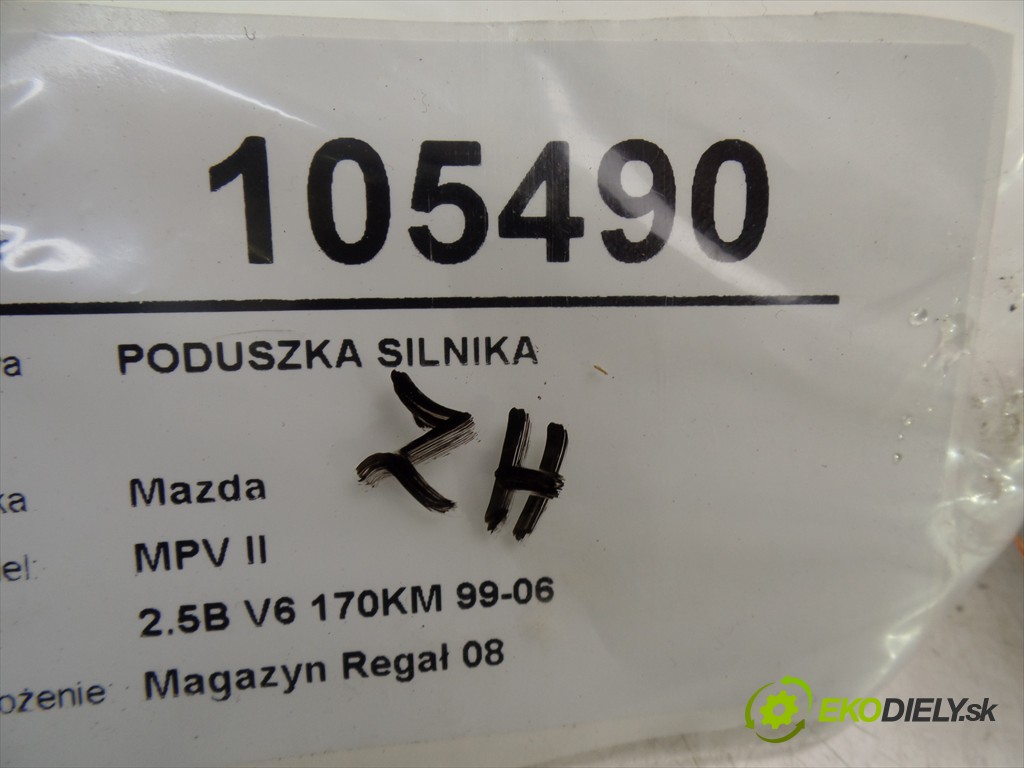 105490
PODUSZKA SILNIKA
ZH
Mazda
MPV II
2.5B V6 170KM 99-06
Magazyn Regał 08
EKODIELY.sk